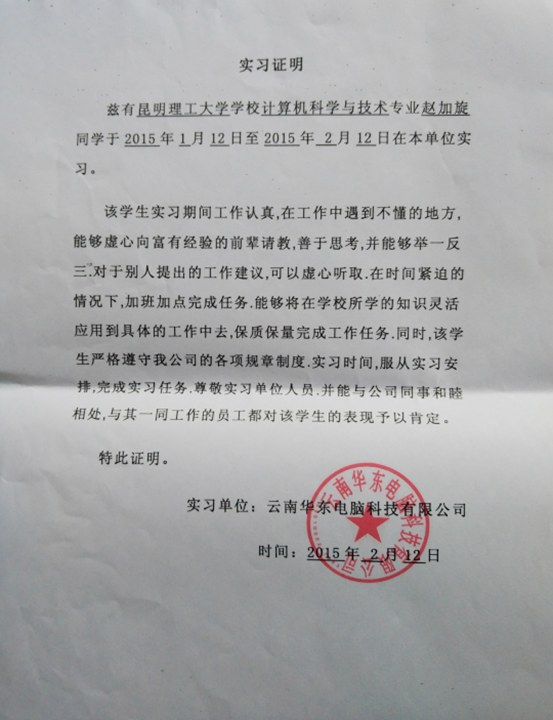 实习证明
兹有昆明理工大学学校计算机科学与技术专业赵加旋
同学于 2015 年 1 月 12 日至 2015 年 2 月 12 日在本单位实
习。
该学生实习期间工作认真,在工作中遇到不懂的地方,
能够虚心向富有经验的前辈请教,善于思考,并能够举一反
三.对于别人提出的工作建议,可以虚心听取.在时间紧迫的
情况下,加班加点完成任务.能够将在学校所学的知识灵活
应用到具体的工作中去,保质保量完成工作任务.同时,该学
生严格遵守我公司的各项规章制度.实习时间,服从实习安
排,完成实习任务.尊敬实习单位人员.并能与公司同事和睦
相处,与其一同工作的员工都对该学生的表现予以肯定。
特此证明。
实习单位：云南华东电脑科技有限公司
时间：2015 年 2 月 12 日
云南华东电脑科技有限公司